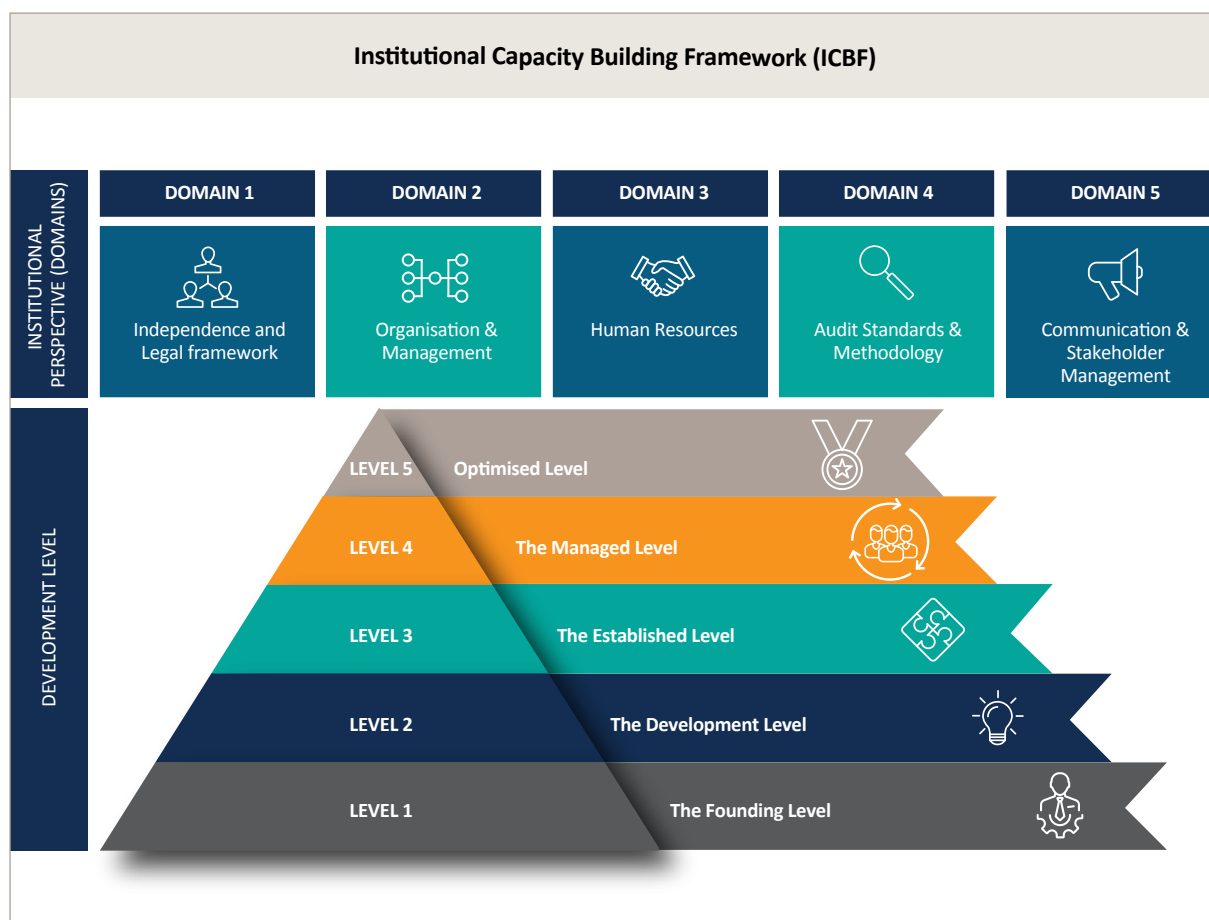 Institutional Capacity Building Framework (ICBF)
INSTITUTIONAL
PERSPECTIVE (DOMAINS)
DOMAIN 1
DOMAIN 2
DOMAIN 3
DOMAIN 4
DOMAIN 5
Independence and
Legal framework
Organisation &
Management
Human Resources
Audit Standards &
Methodology
Communication &
Stakeholder
Management
DEVELOPMENT LEVEL
LEVEL 5
Optimised Level
LEVEL 4
The Managed Level
LEVEL 3
The Established Level
LEVEL 2
The Development Level
LEVEL 1
The Founding Level